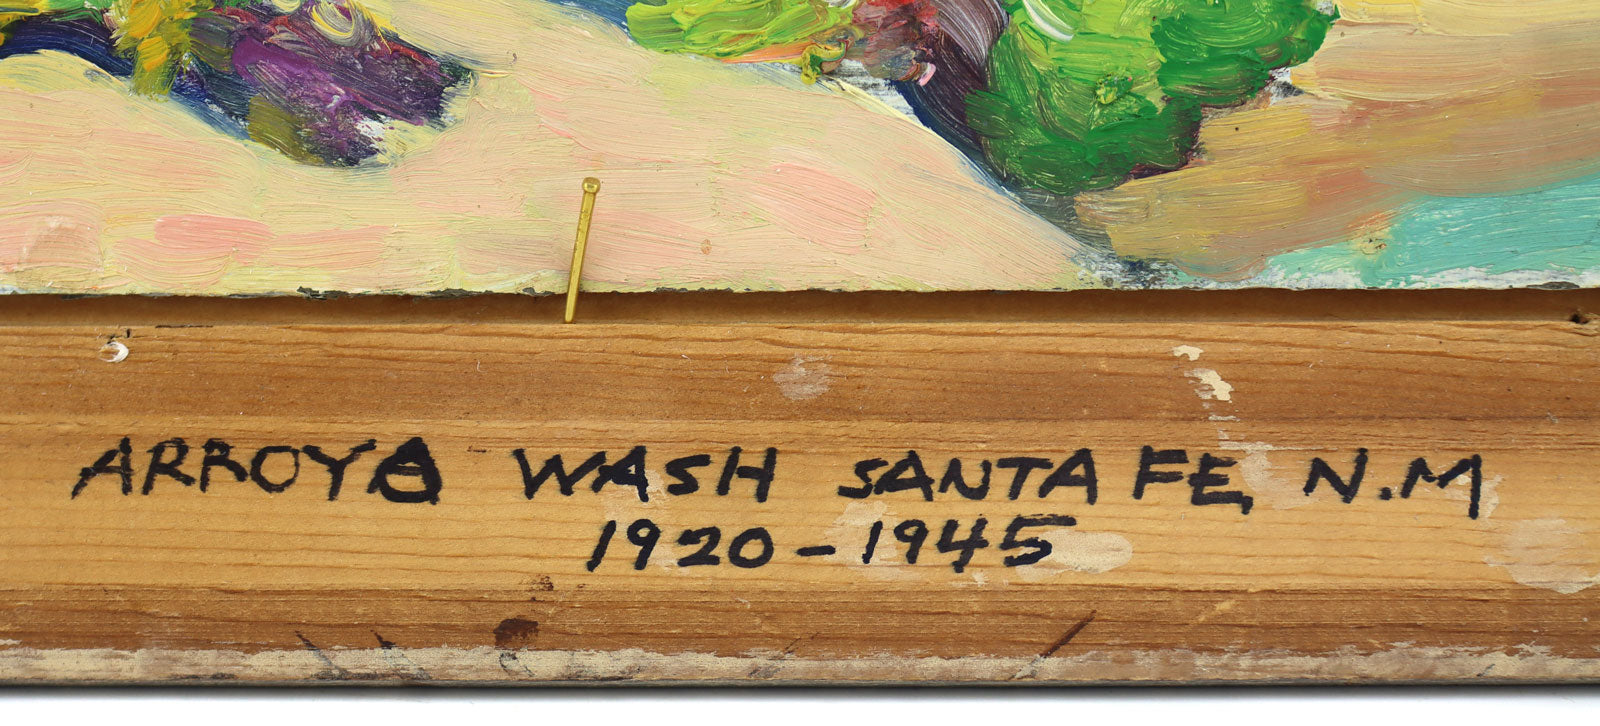 ARROYO WASH SANTA FE, N.M
1920-1945